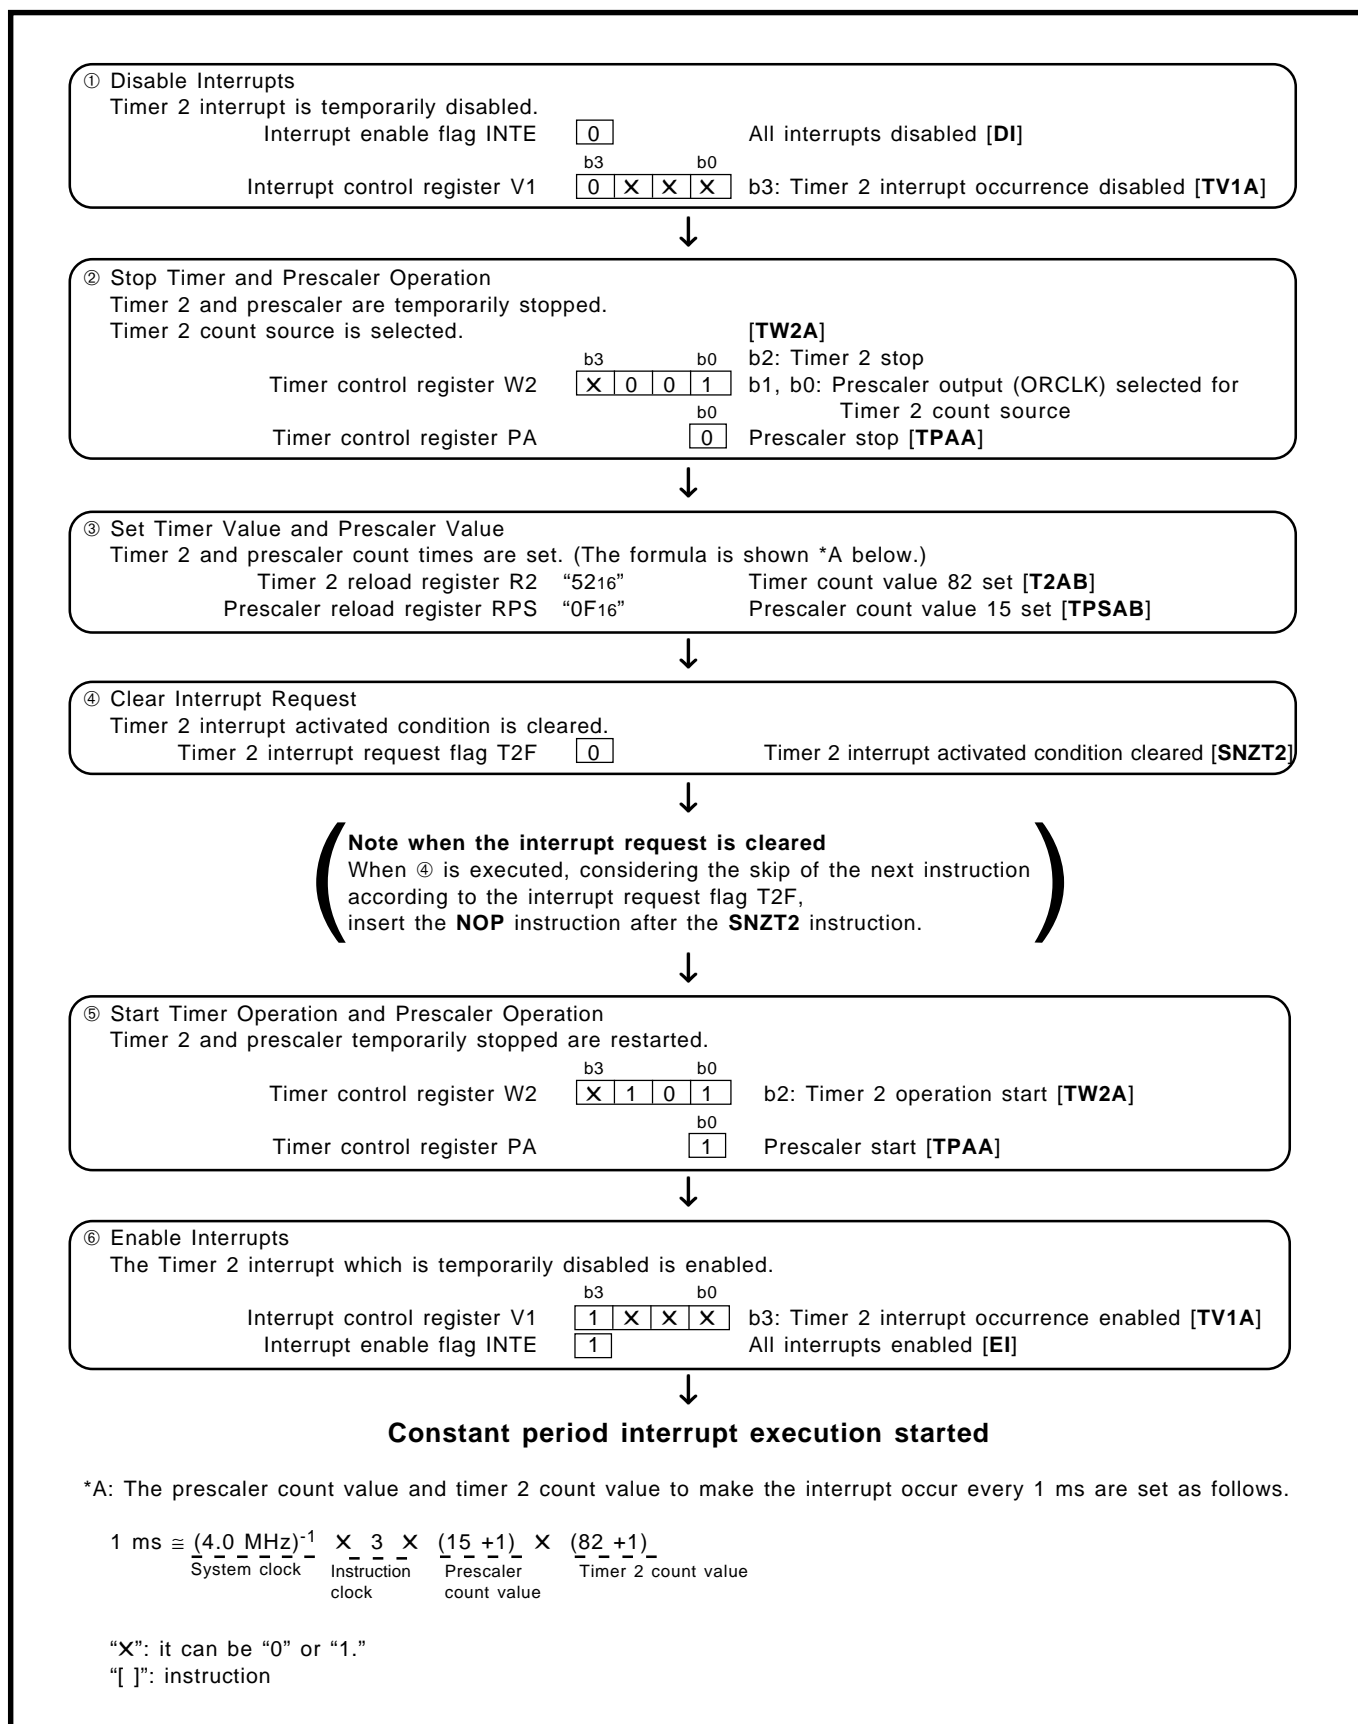 ① Disable Interrupts
Timer 2 interrupt is temporarily disabled.
Interrupt enable flag INTE 0 All interrupts disabled [DI]
b3 b0
Interrupt control register V1 0 X X X b3: Timer 2 interrupt occurrence disabled [TV1A]
↓
② Stop Timer and Prescaler Operation
Timer 2 and prescaler are temporarily stopped.
Timer 2 count source is selected. [TW2A]
b3 b0 b2: Timer 2 stop
Timer control register W2 X 0 0 1 b1, b0: Prescaler output (ORCLK) selected for
b0 Timer 2 count source
Timer control register PA 0 Prescaler stop [TPAA]
↓
③ Set Timer Value and Prescaler Value
Timer 2 and prescaler count times are set. (The formula is shown *A below.)
Timer 2 reload register R2 “5216” Timer count value 82 set [T2AB]
Prescaler reload register RPS “0F16” Prescaler count value 15 set [TPSAB]
↓
④ Clear Interrupt Request
Timer 2 interrupt activated condition is cleared.
Timer 2 interrupt request flag T2F 0 Timer 2 interrupt activated condition cleared [SNZT2]
↓
Note when the interrupt request is cleared
When ④ is executed, considering the skip of the next instruction
according to the interrupt request flag T2F,
insert the NOP instruction after the SNZT2 instruction.
↓
⑤ Start Timer Operation and Prescaler Operation
Timer 2 and prescaler temporarily stopped are restarted.
b3 b0
Timer control register W2 X 1 0 1 b2: Timer 2 operation start [TW2A]
b0
Timer control register PA 1 Prescaler start [TPAA]
↓
⑥ Enable Interrupts
The Timer 2 interrupt which is temporarily disabled is enabled.
b3 b0
Interrupt control register V1 1 X X X b3: Timer 2 interrupt occurrence enabled [TV1A]
Interrupt enable flag INTE 1 All interrupts enabled [EI]
↓
Constant period interrupt execution started
*A: The prescaler count value and timer 2 count value to make the interrupt occur every 1 ms are set as follows.
1 ms ≅ (4.0 MHz)-1 X 3 X (15 +1) X (82 +1)
System clock Instruction Prescaler Timer 2 count value
clock count value
“X”: it can be “0” or “1.”
“[ ]”: instruction